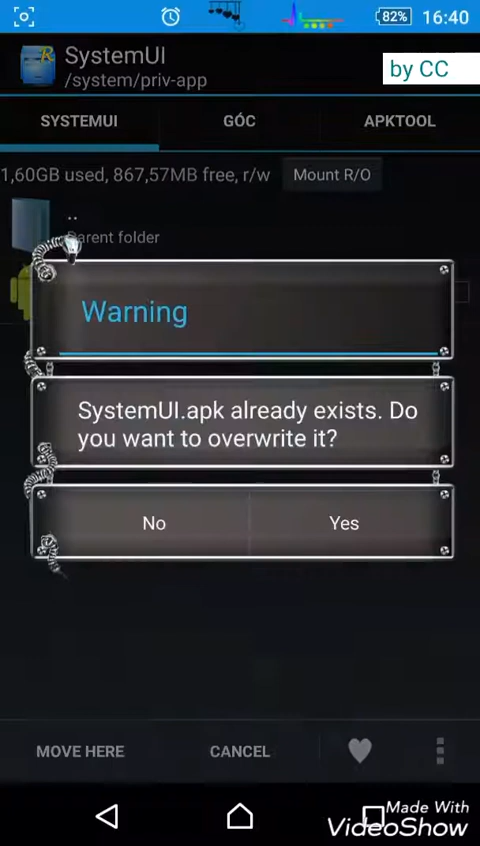 82% 16:40
SystemUI
/system/priv-app
by CC
SYSTEMUI GÓC APKTOOL
1,60GB used, 867,57MB free, r/w Mount R/O
..
Parent folder
Warning
SystemUI.apk already exists. Do
you want to overwrite it?
No Yes
MOVE HERE CANCEL
Made With
VideoShow